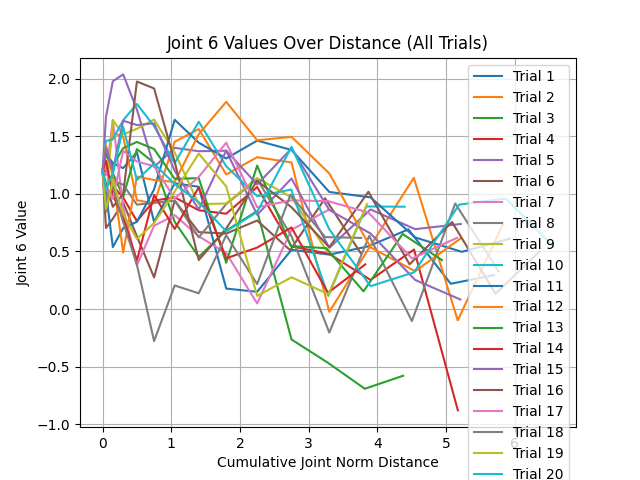 Joint 6 Values Over Distance (All Trials)
Joint 6 Value
2.0
1.5
1.0
0.5
0.0
−0.5
−1.0
0
1
2
3
4
5
6
Cumulative Joint Norm Distance
Trial 1
Trial 2
Trial 3
Trial 4
Trial 5
Trial 6
Trial 7
Trial 8
Trial 9
Trial 10
Trial 11
Trial 12
Trial 13
Trial 14
Trial 15
Trial 16
Trial 17
Trial 18
Trial 19
Trial 20